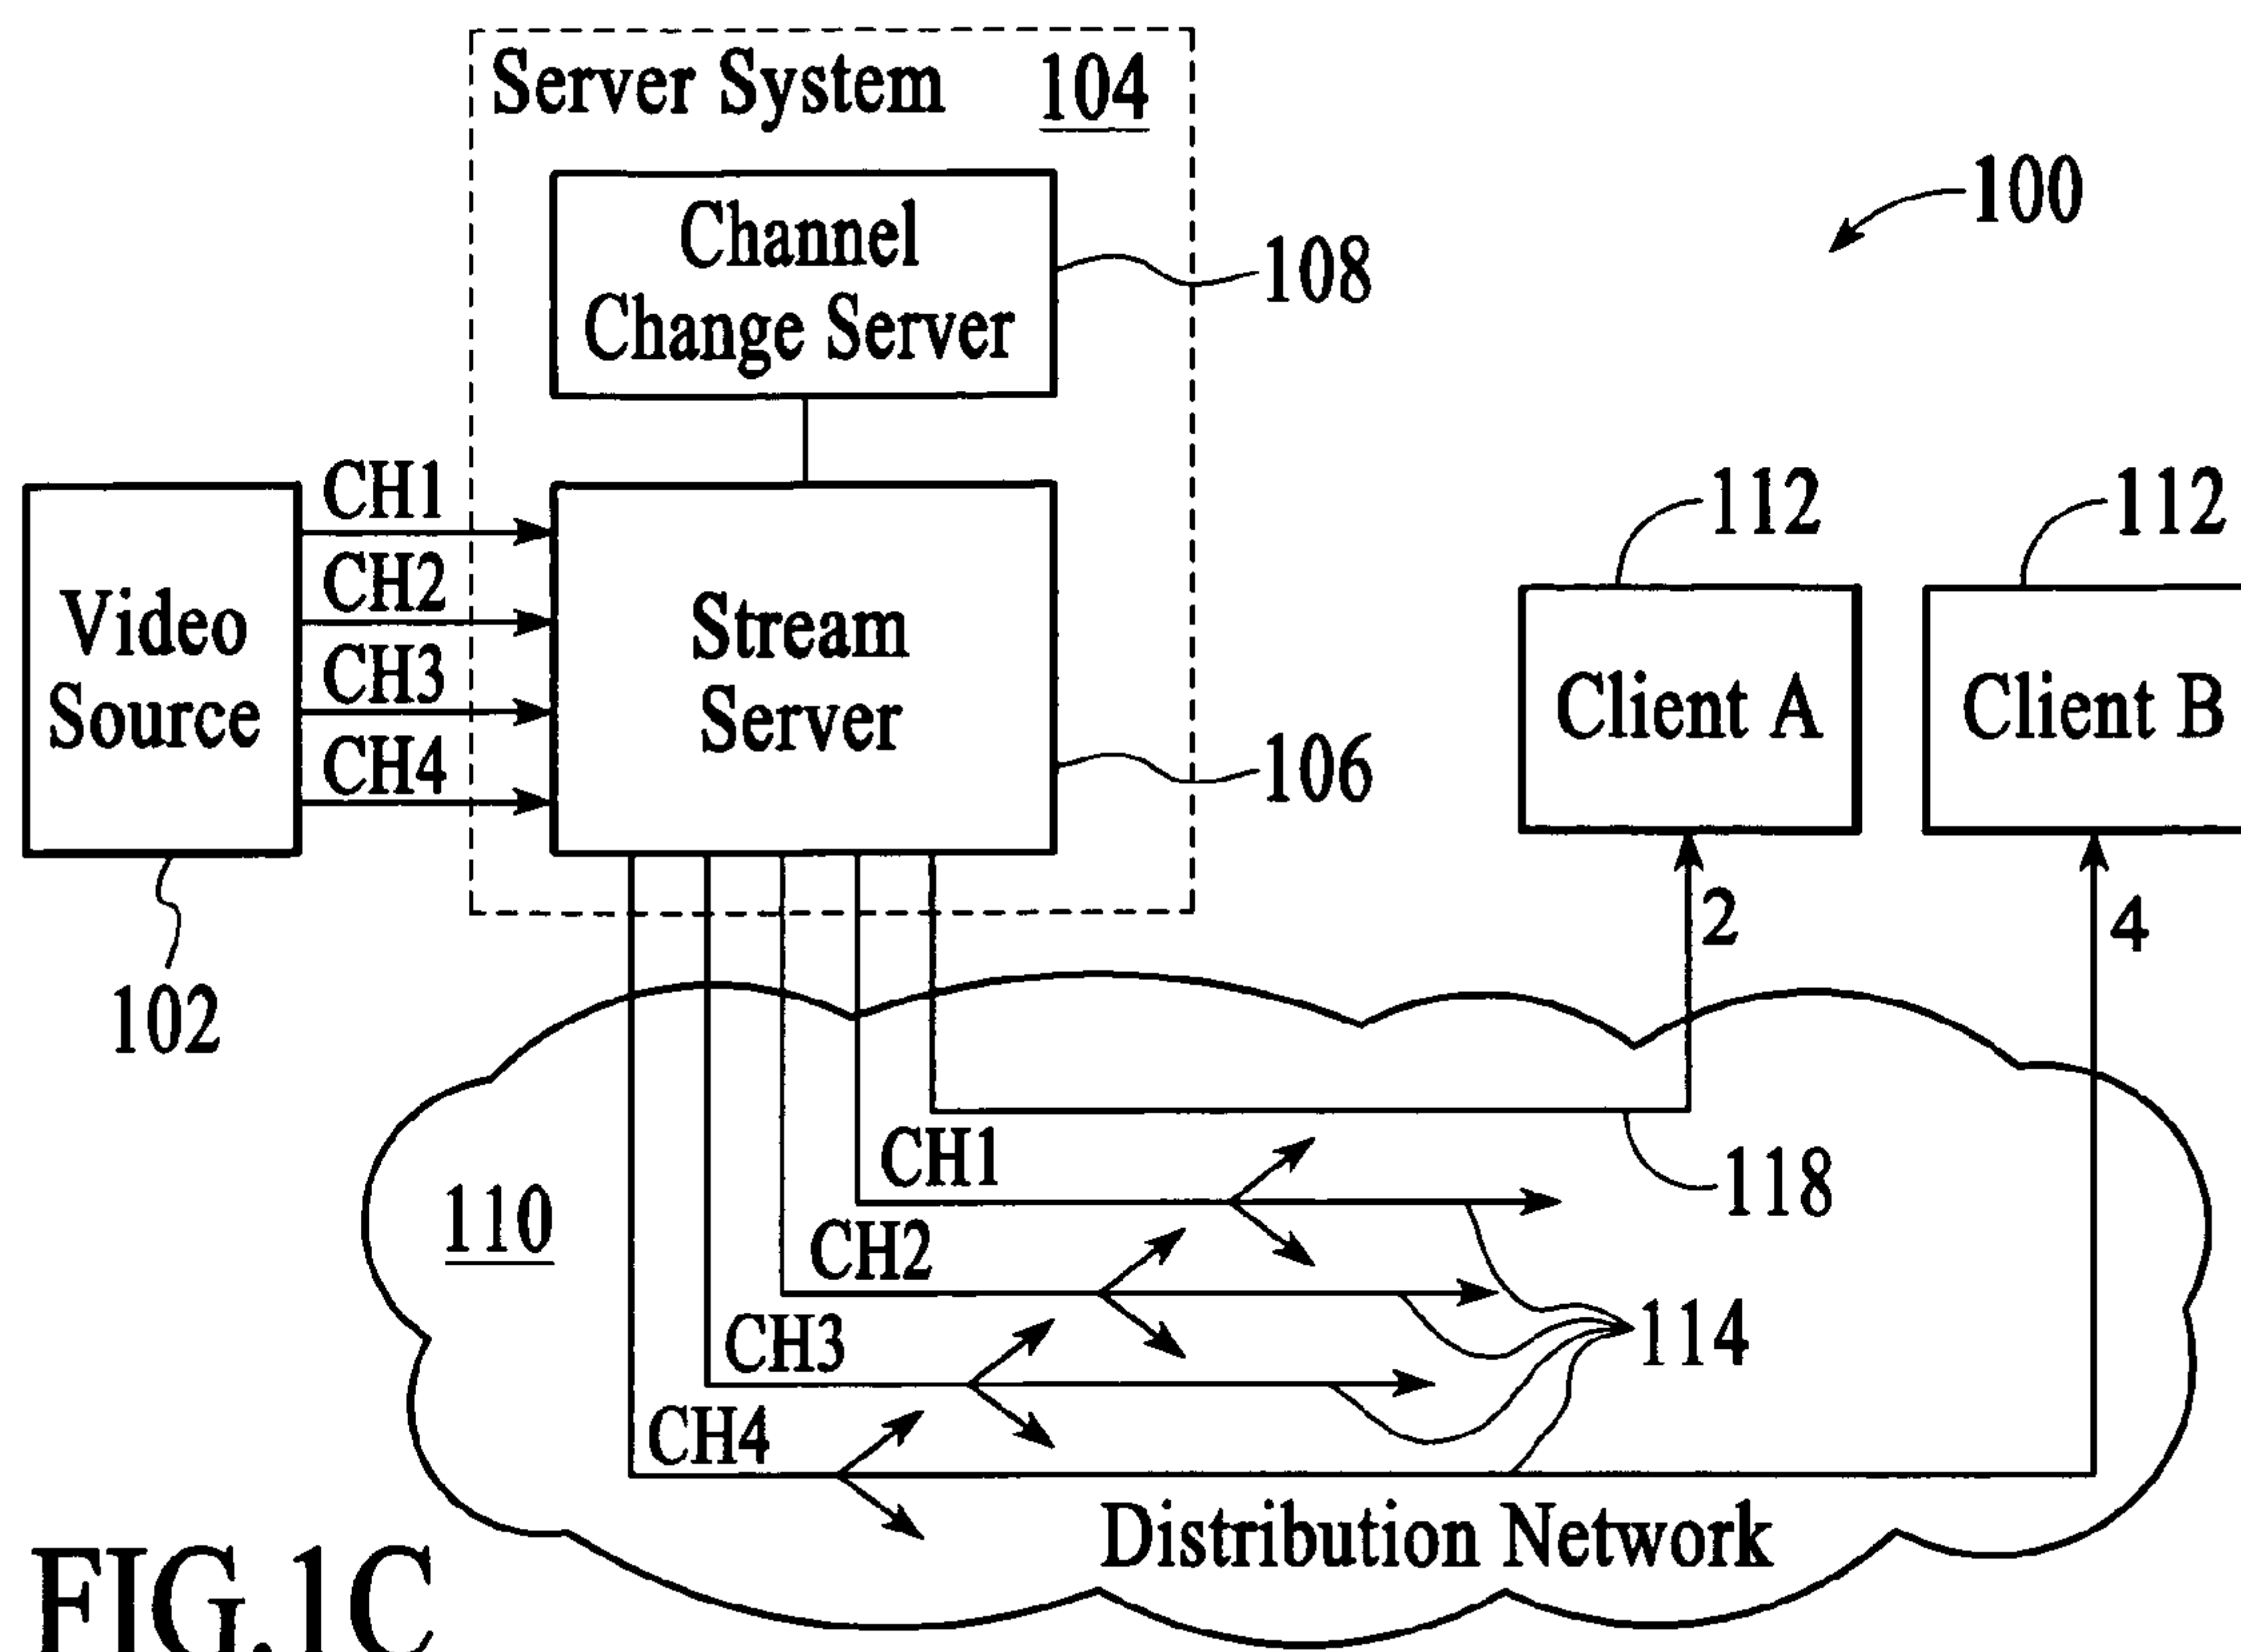 Server System 104
Channel
Change Server
108
100
CH1
CH2
CH3
CH4
Video
Source
102
Stream
Server
106
112
112
Client A
Client B
2
4
110
CH1
CH2
CH3
CH4
118
114
Distribution Network
FIG.1C